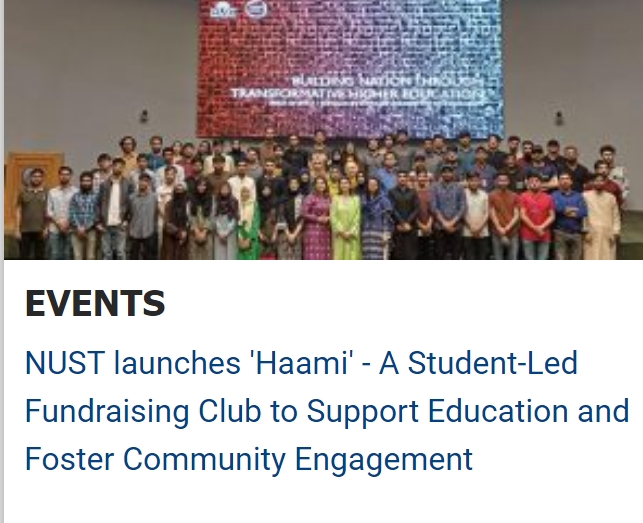 BUILDING NATION THROUGH
TRANSFORMATIVE HIGHER EDUCATION
EVENTS
NUST launches 'Haami' - A Student-Led
Fundraising Club to Support Education and
Foster Community Engagement